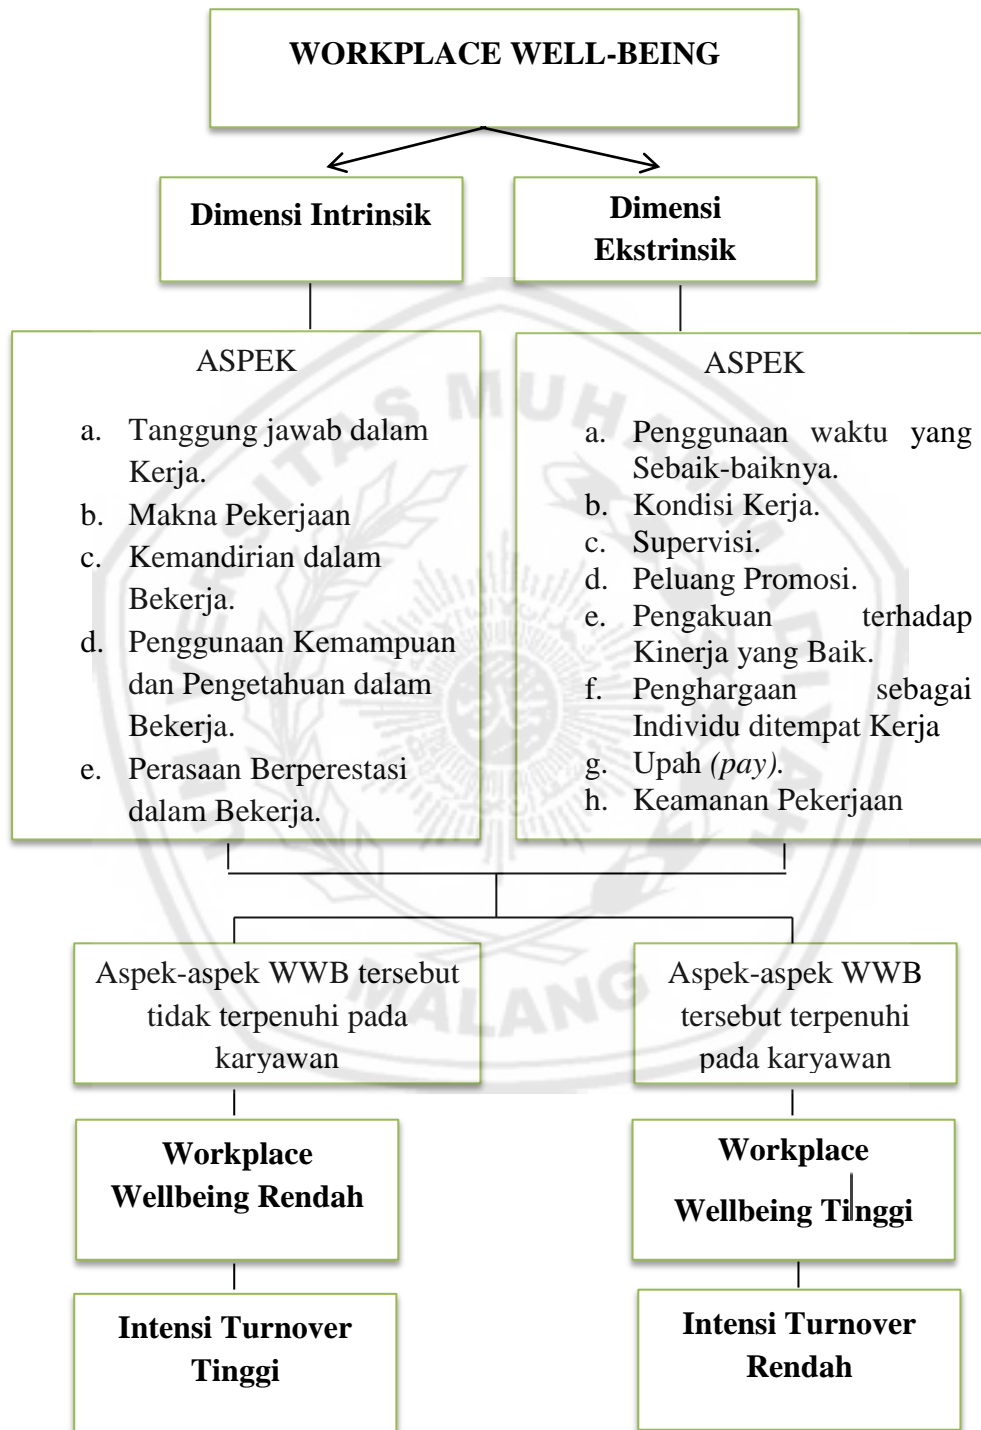 WORKPLACE WELL-BEING
Dimensi Intrinsik
Dimensi
Ekstrinsik
ASPEK
a. Tanggung jawab dalam
Kerja.
b. Makna Pekerjaan
c. Kemandirian dalam
Bekerja.
d. Penggunaan Kemampuan
dan Pengetahuan dalam
Bekerja.
e. Perasaan Berperestasi
dalam Bekerja.
ASPEK
a. Penggunaan waktu yang
Sebaik-baiknya.
b. Kondisi Kerja.
c. Supervisi.
d. Peluang Promosi.
e. Pengakuan terhadap
Kinerja yang Baik.
f. Penghargaan sebagai
Individu ditempat Kerja
g. Upah (pay).
h. Keamanan Pekerjaan
Aspek-aspek WWB tersebut
tidak terpenuhi pada
karyawan
Aspek-aspek WWB
tersebut terpenuhi
pada karyawan
Workplace
Wellbeing Rendah
Workplace
Wellbeing Tinggi
Intensi Turnover
Tinggi
Intensi Turnover
Rendah
UNIVERSITAS MUHAMMADIYAH
MALANG